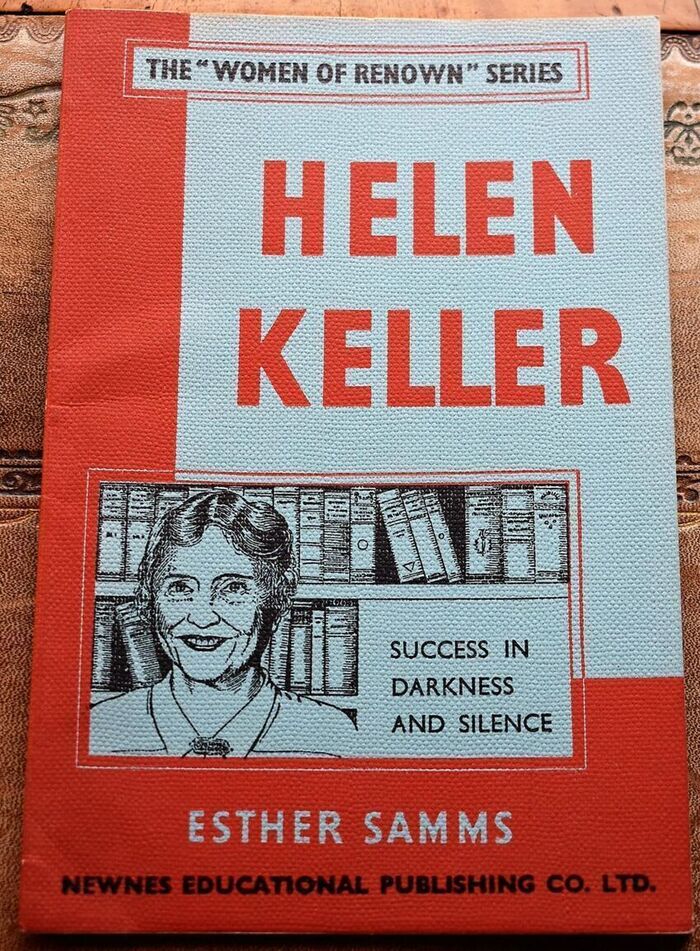 THE "WOMEN OF RENOWN" SERIES
HELEN
KELLER
SUCCESS IN
DARKNESS
AND SILENCE
ESTHER SAMMS
NEWNES EDUCATIONAL PUBLISHING CO. LTD.